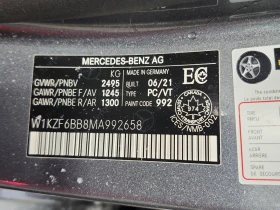 MERCEDES-BENZ AG
KG MADE IN GERMANY
GVWR/PNBV 2495 BUILT 06/21
GAWR/PNBE F/AV 1245 TYPE PC/VT
GAWR/PNBE R/AR 1300 PAINT 992
EC
W1KZF6BB8MA992658